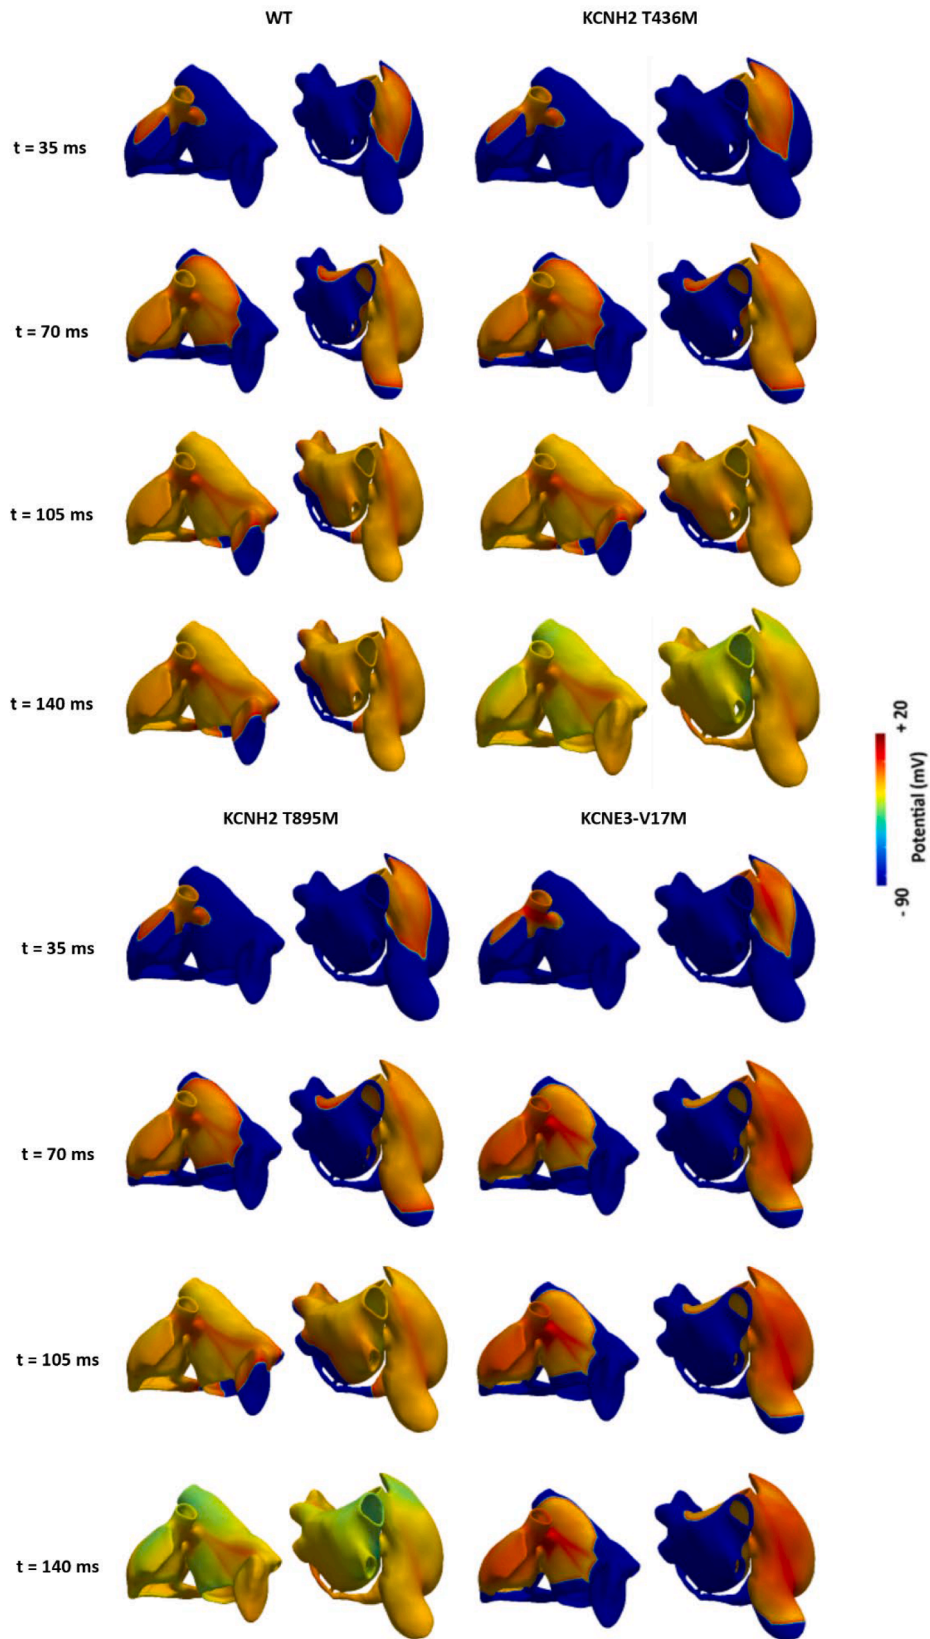 WT
KCNH2 T436M
t = 35 ms
t = 70 ms
t = 105 ms
t = 140 ms
+ 20
Potential (mV)
- 90
KCNH2 T895M
KCNE3-V17M
t = 35 ms
t = 70 ms
t = 105 ms
t = 140 ms